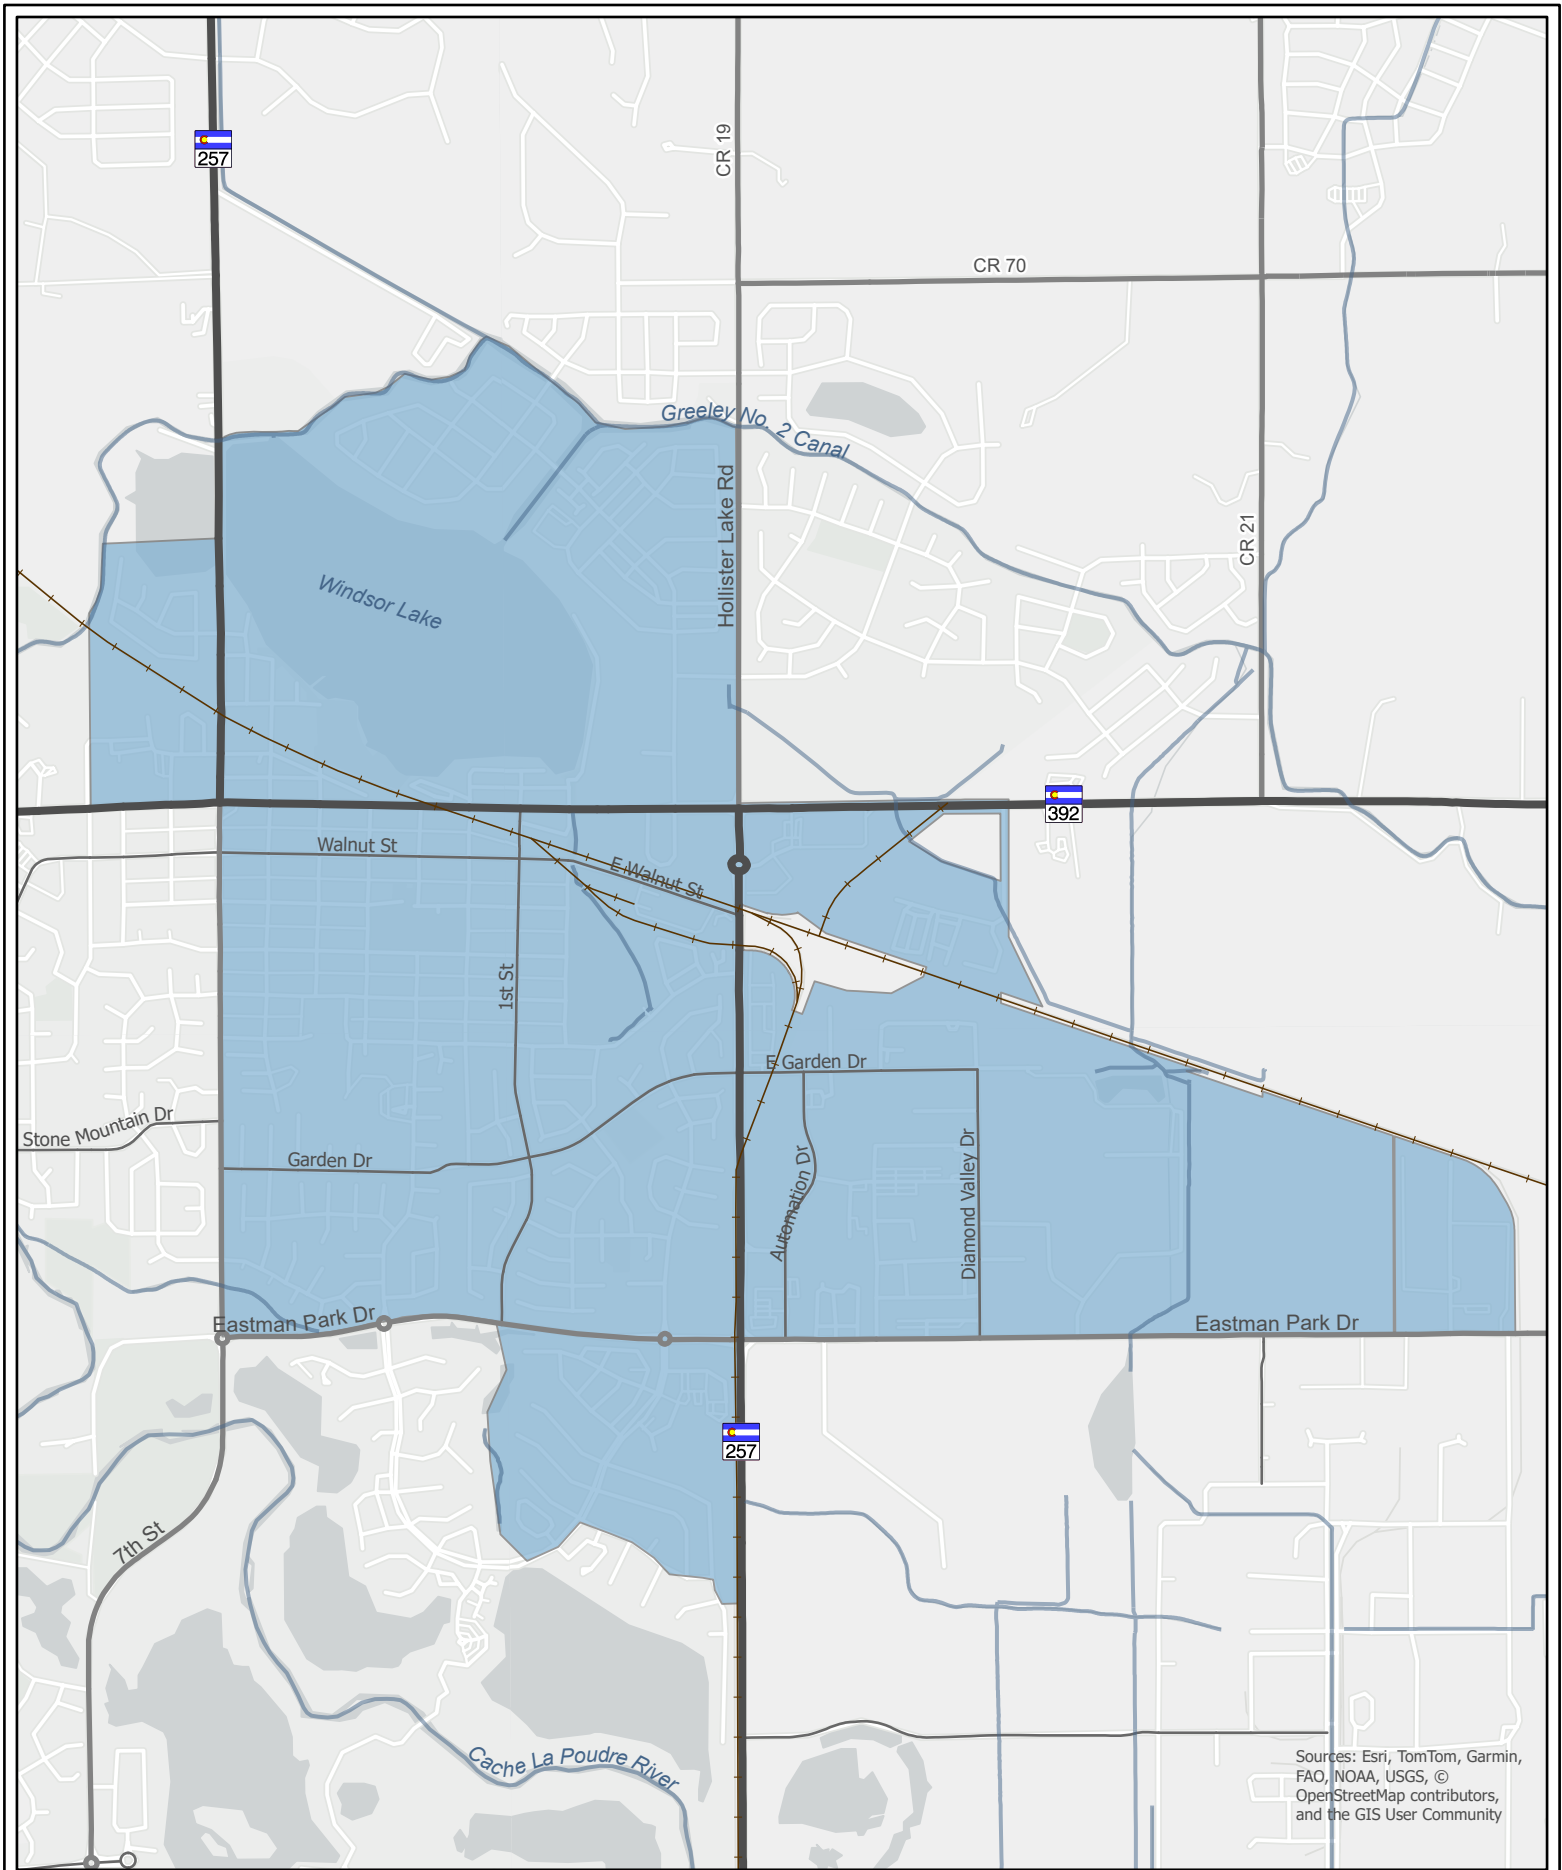 257
CR 19
CR 70
Greeley No. 2 Canal
Hollister Lake Rd
CR 21
Windsor Lake
392
Walnut St
E Walnut St
1st St
E Garden Dr
Stone Mountain Dr
Garden Dr
Automation Dr
Diamond Valley Dr
Eastman Park Dr
Eastman Park Dr
257
7th St
Cache La Poudre River
Sources: Esri, TomTom, Garmin,
FAO, NOAA, USGS, ©
OpenStreetMap contributors,
and the GIS User Community